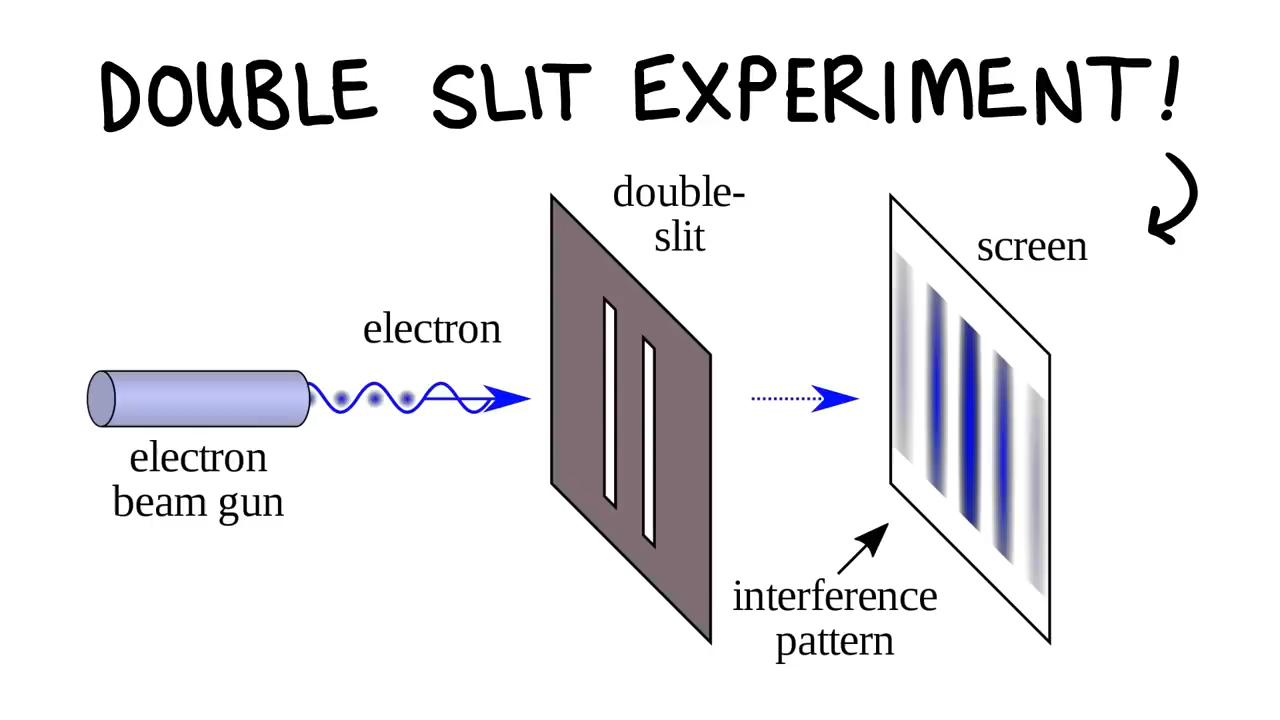 DOUBLE SLIT EXPERIMENT!
double-
slit
screen
electron
electron
beam gun
interference
pattern